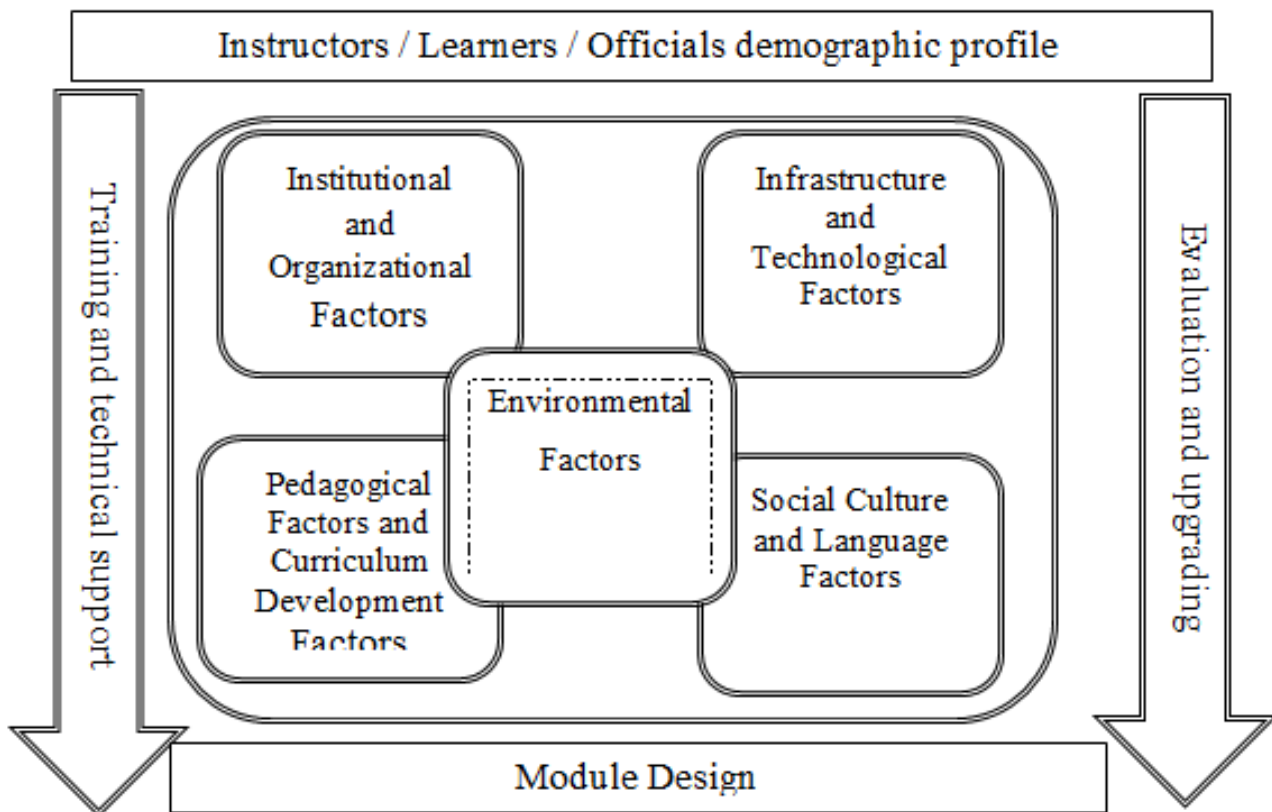 Instructors / Learners / Officials demographic profile
Training and technical support
Institutional
and
Organizational
Factors
Infrastructure
and
Technological
Factors
Environmental
Factors
Pedagogical
Factors and
Curriculum
Development
Factors
Social Culture
and Language
Factors
Evaluation and upgrading
Module Design